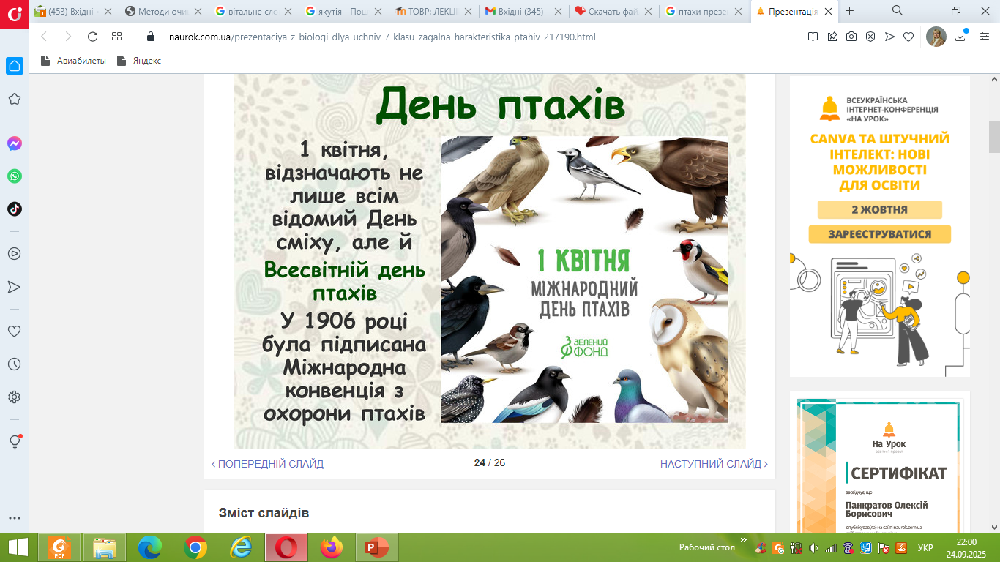 (453) Вхідні
Методи очи
вітальне сло
якутія - Пош
ТОВР: ЛЕКЦІ
Вхідні (345)
Скачать фай
птахи презе
Презентація
naurok.com.ua/prezentaciya-z-biologi-dlya-uchniv-7-klasu-zagalna-harakteristika-ptahiv-217190.html
Авиабилеты
Яндекс
День птахів
1 квітня,
відзначають не
лише всім
відомий День
сміху, але й
Всесвітній день
птахів
У 1906 році
була підписана
Міжнародна
конвенція з
охорони птахів
1 КВІТНЯ
МІЖНАРОДНИЙ
ДЕНЬ ПТАХІВ
ЗЕЛЕНИЙ
ФОНД
‹ ПОПЕРЕДНІЙ СЛАЙД
24 / 26
НАСТУПНИЙ СЛАЙД ›
Зміст слайдів
ВСЕУКРАЇНСЬКА
ІНТЕРНЕТ-КОНФЕРЕНЦІЯ
«НА УРОК»
CANVA ТА ШТУЧНИЙ
ІНТЕЛЕКТ: НОВІ
МОЖЛИВОСТІ
ДЛЯ ОСВІТИ
2 ЖОВТНЯ
ЗАРЕЄСТРУВАТИСЯ
На Урок
освітній проект
СЕРТИФІКАТ
засвідчує, що
Панкратов Олексій
Борисович
опублікував(ла) на сайті naurok.com.ua
PDF
Рабочий стол
УКР
22:00
24.09.2025